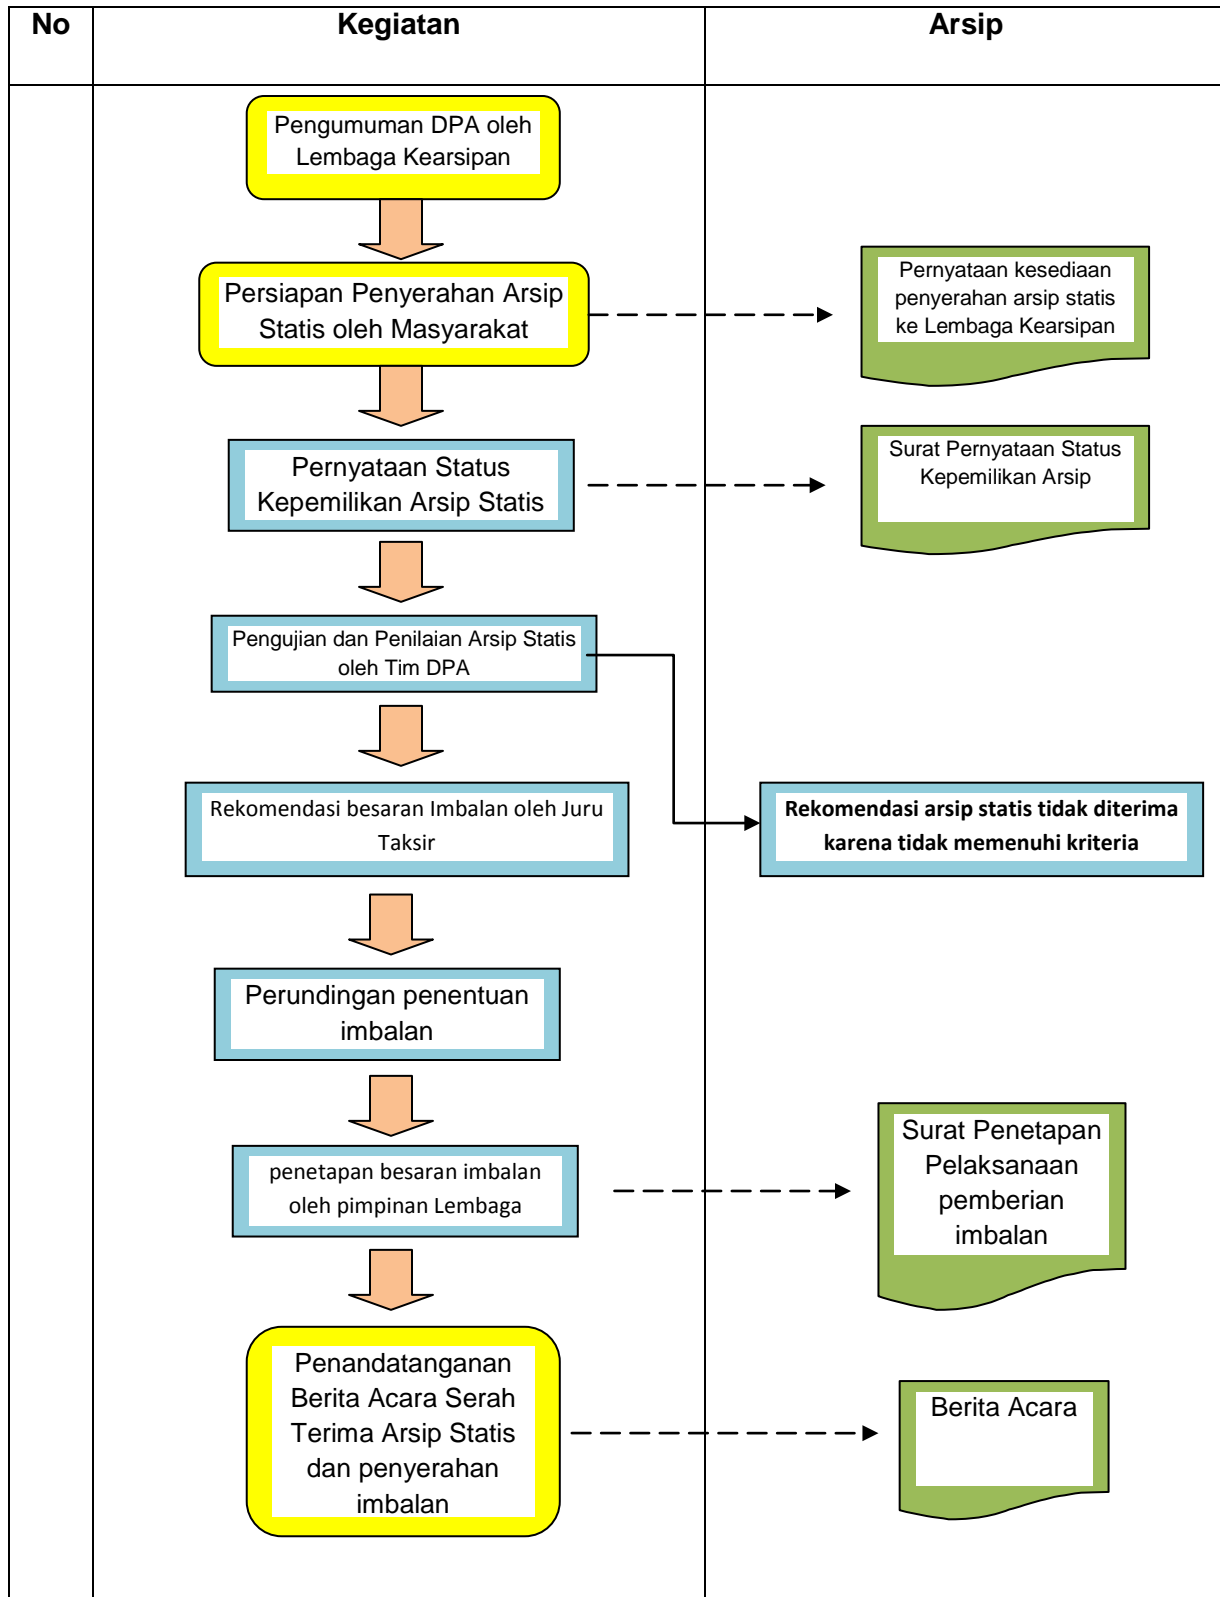 No
Kegiatan
Arsip
Pengumuman DPA oleh
Lembaga Kearsipan
Persiapan Penyerahan Arsip
Statis oleh Masyarakat
Pernyataan kesediaan
penyerahan arsip statis
ke Lembaga Kearsipan
Pernyataan Status
Kepemilikan Arsip Statis
Surat Pernyataan Status
Kepemilikan Arsip
Pengujian dan Penilaian Arsip Statis
oleh Tim DPA
Rekomendasi besaran Imbalan oleh Juru
Taksir
Rekomendasi arsip statis tidak diterima
karena tidak memenuhi kriteria
Perundingan penentuan
imbalan
penetapan besaran imbalan
oleh pimpinan Lembaga
Surat Penetapan
Pelaksanaan
pemberian
imbalan
Penandatanganan
Berita Acara Serah
Terima Arsip Statis
dan penyerahan
imbalan
Berita Acara